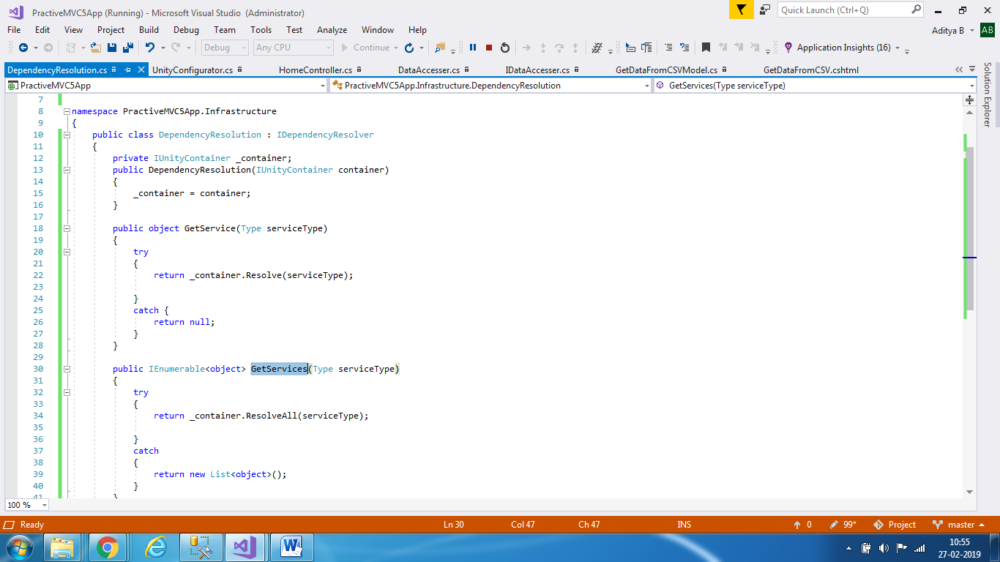 PractiveMVC5App (Running) - Microsoft Visual Studio (Administrator)
Quick Launch (Ctrl+Q)
File Edit View Project Build Debug Team Tools Test Analyze Window Help
Aditya B AB
Debug Any CPU Continue Application Insights (16)
DependencyResolution.cs UnityConfigurator.cs HomeController.cs DataAccesser.cs IDataAccesser.cs GetDataFromCSVModel.cs GetDataFromCSV.cshtml
Solution Explorer
PractiveMVC5App PractiveMVC5App.Infrastructure.DependencyResolution GetServices(Type serviceType)
7
8 namespace PractiveMVC5App.Infrastructure
9 {
10 public class DependencyResolution : IDependencyResolver
11 {
12 private IUnityContainer _container;
13 public DependencyResolution(IUnityContainer container)
14 {
15 _container = container;
16 }
17
18 public object GetService(Type serviceType)
19 {
20 try
21 {
22 return _container.Resolve(serviceType);
23
24 }
25 catch {
26 return null;
27 }
28 }
29
30 public IEnumerable<object> GetServices(Type serviceType)
31 {
32 try
33 {
34 return _container.ResolveAll(serviceType);
35
36 }
37 catch
38 {
39 return new List<object>();
40 }
41 }
100 %
Ready Ln 30 Col 47 Ch 47 INS 0 99* Project master
10:55
27-02-2019